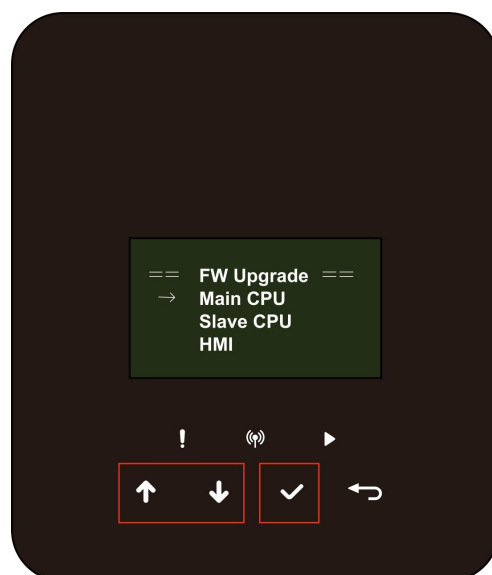 == FW Upgrade ==
→ Main CPU
Slave CPU
HMI